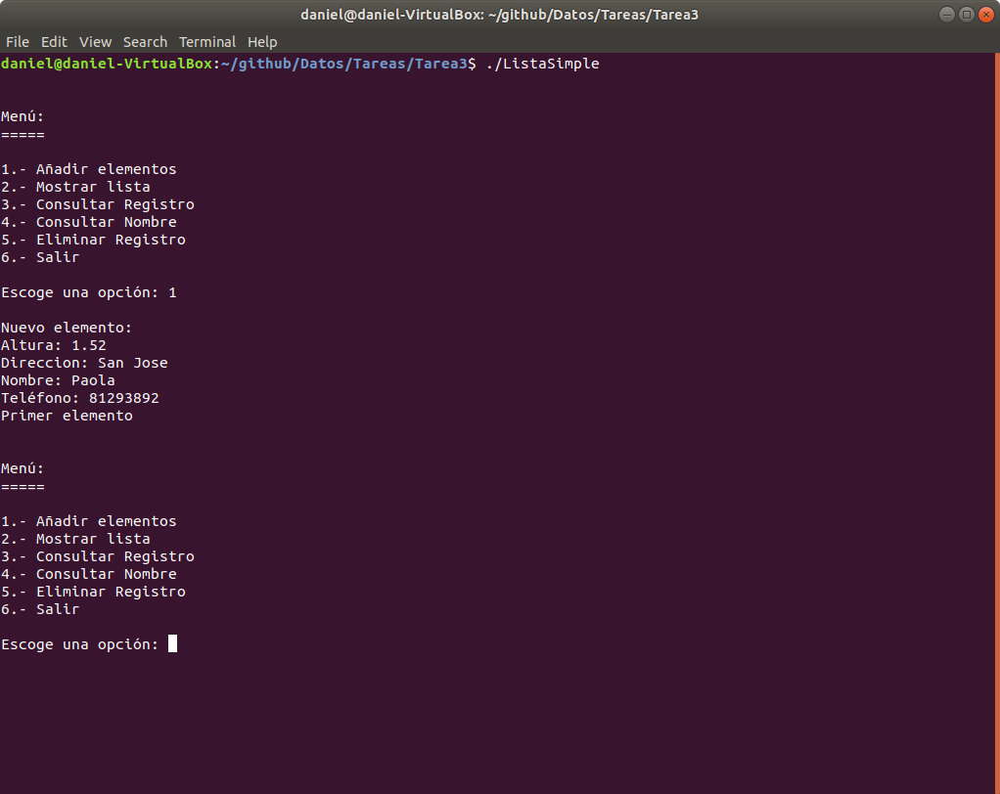 daniel@daniel-VirtualBox: ~/github/Datos/Tareas/Tarea3
File Edit View Search Terminal Help
daniel@daniel-VirtualBox:~/github/Datos/Tareas/Tarea3$ ./ListaSimple
Menú:
=====
1.- Añadir elementos
2.- Mostrar lista
3.- Consultar Registro
4.- Consultar Nombre
5.- Eliminar Registro
6.- Salir
Escoge una opción: 1
Nuevo elemento:
Altura: 1.52
Direccion: San Jose
Nombre: Paola
Teléfono: 81293892
Primer elemento
Menú:
=====
1.- Añadir elementos
2.- Mostrar lista
3.- Consultar Registro
4.- Consultar Nombre
5.- Eliminar Registro
6.- Salir
Escoge una opción: